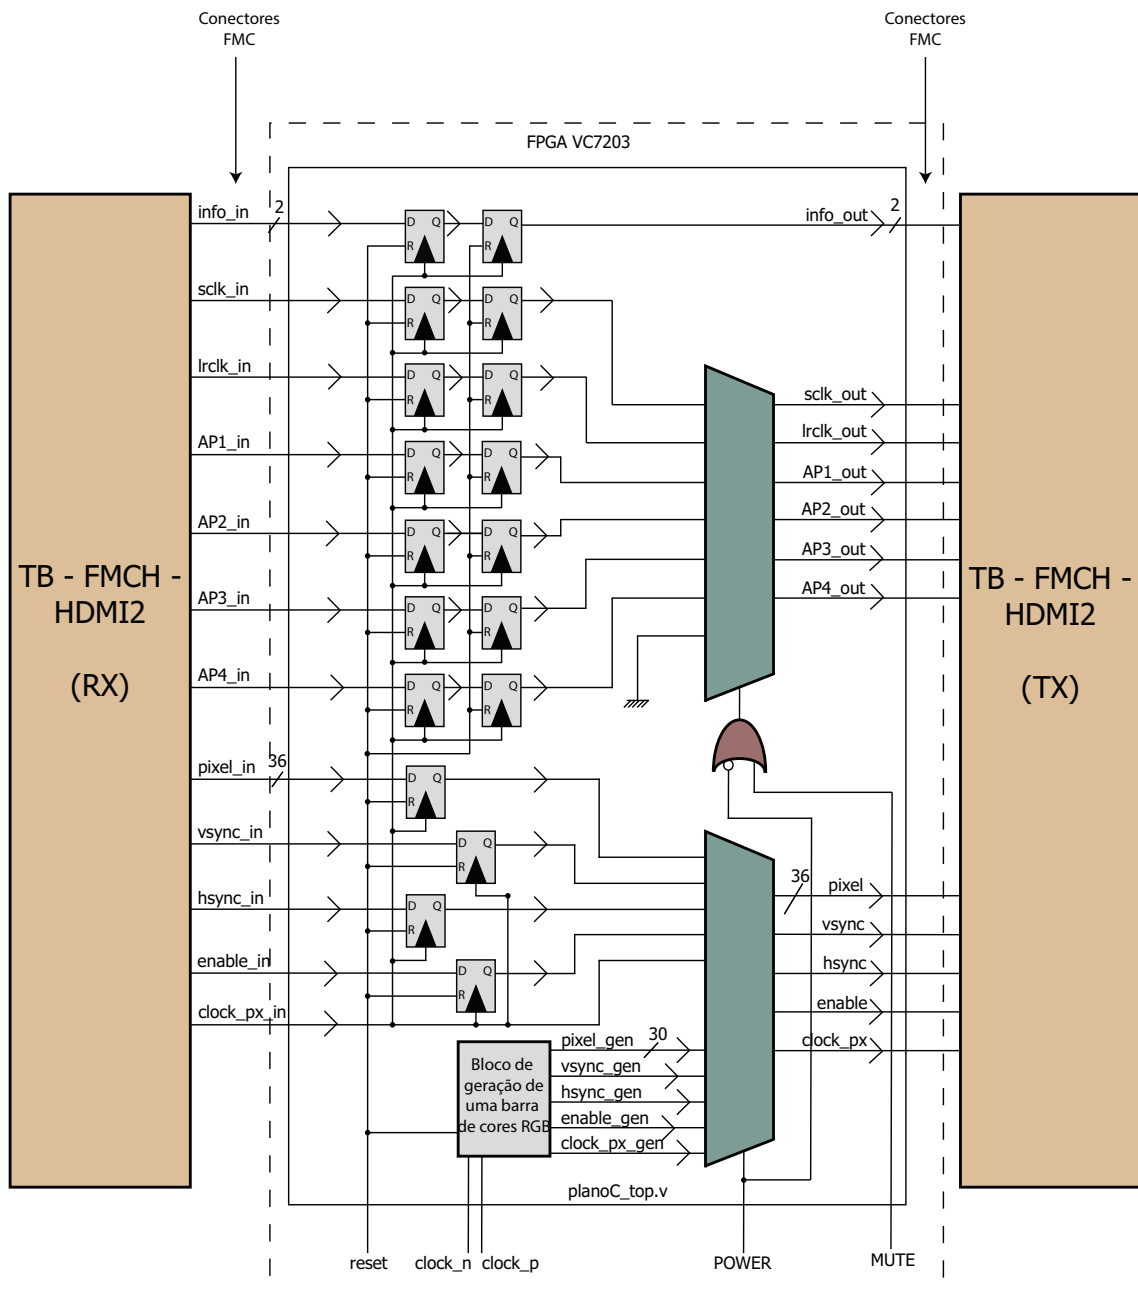 Conectores
FMC
Conectores
FMC
FPGA VC7203
info_in
2
D Q
R
D Q
R
info_out
2
sclk_in
D Q
R
D Q
R
lrclk_in
D Q
R
D Q
R
sclk_out
lrclk_out
AP1_in
D Q
R
D Q
R
AP1_out
AP2_in
D Q
R
D Q
R
AP2_out
AP3_out
AP3_in
D Q
R
D Q
R
AP4_out
TB - FMCH -
HDMI2
(RX)
TB - FMCH -
HDMI2
(TX)
AP4_in
D Q
R
D Q
R
pixel_in
36
D Q
R
vsync_in
D Q
R
hsync_in
D Q
R
enable_in
D Q
R
clock_px_in
36
pixel
vsync
hsync
enable
clock_px
Bloco de
geração de
uma barra
de cores RGB
pixel_gen
30
vsync_gen
hsync_gen
enable_gen
clock_px_gen
planoC_top.v
reset
clock_n
clock_p
POWER
MUTE